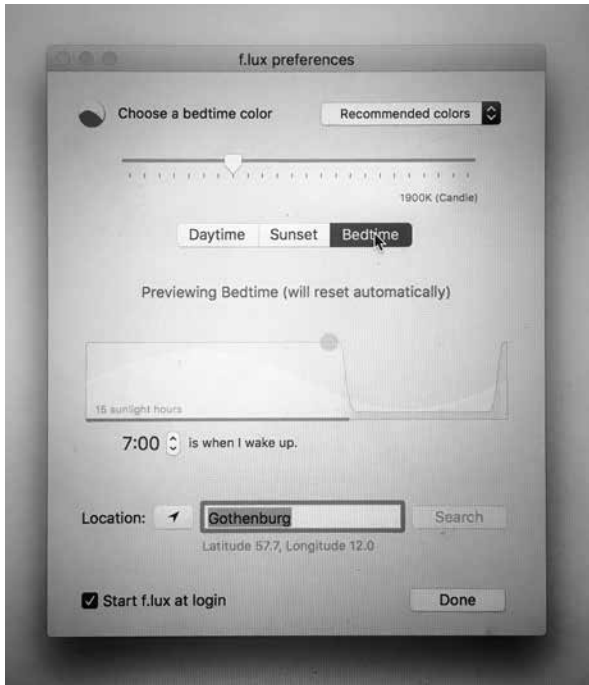 f.lux preferences
Choose a bedtime color
Recommended colors
1900K (Candle)
Daytime Sunset Bedtime
Previewing Bedtime (will reset automatically)
15 sunlight hours
7:00 is when I wake up.
Location: Gothenburg Search
Latitude 57.7, Longitude 12.0
Start f.lux at login Done